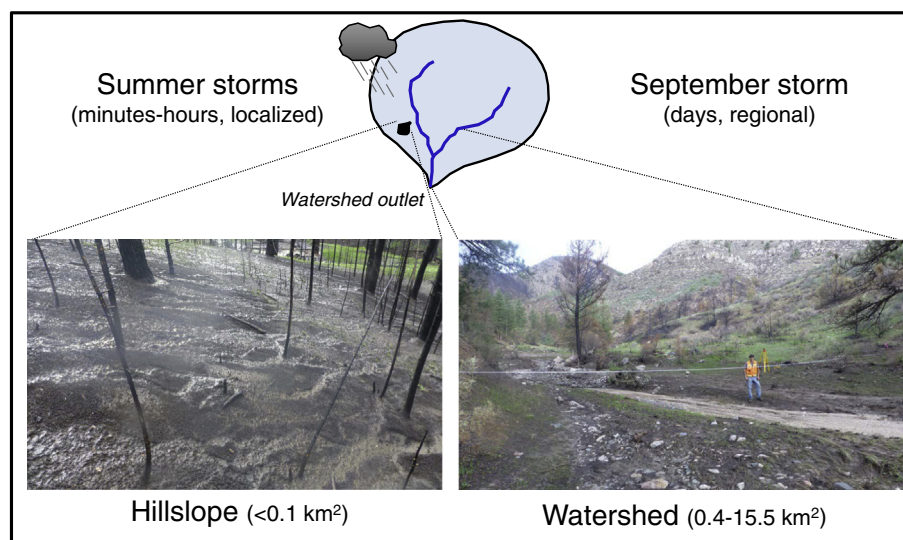 Summer storms
(minutes-hours, localized)
September storm
(days, regional)
Watershed outlet
Hillslope (<0.1 km²)
Watershed (0.4-15.5 km²)